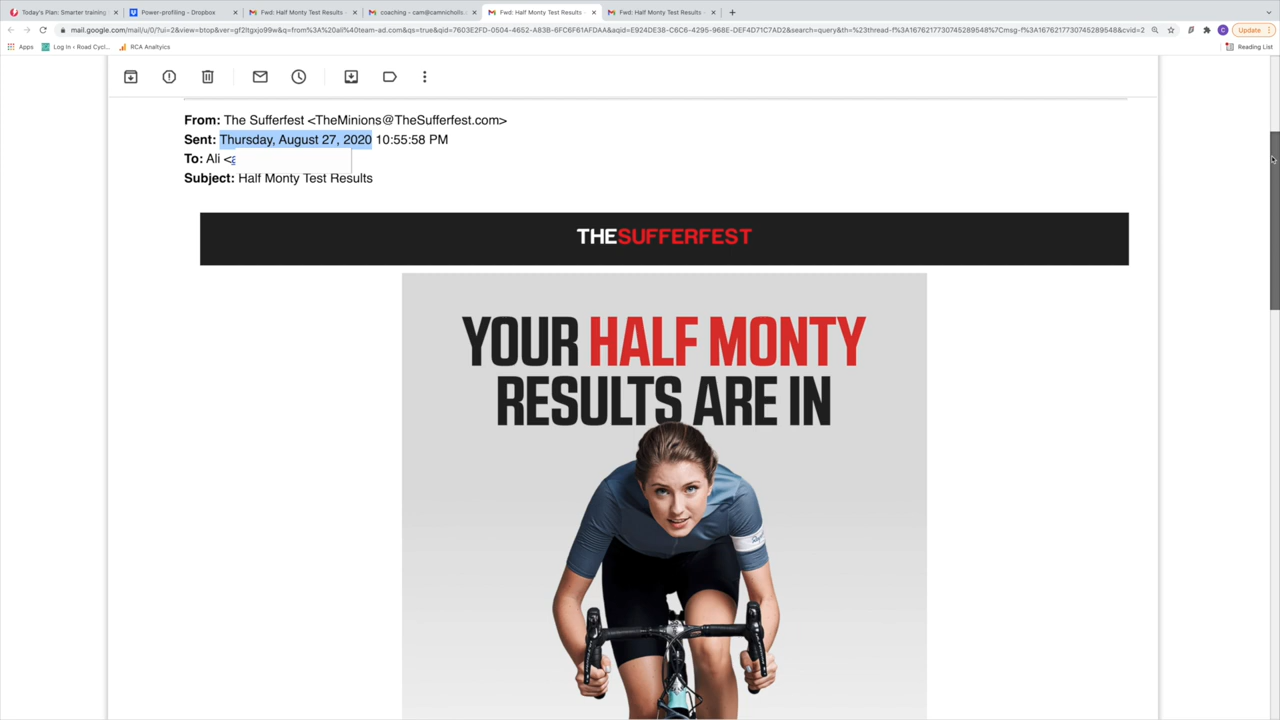 Today's Plan: Smarter training
Power-profiling - Dropbox
Fwd: Half Monty Test Results -
coaching - cam@camnicholls.
Fwd: Half Monty Test Results -
Fwd: Half Monty Test Results -
Update
Apps
Log In ‹ Road Cycl...
RCA Analtyics
Reading List
From: The Sufferfest <TheMinions@TheSufferfest.com>
Sent: Thursday, August 27, 2020 10:55:58 PM
To: Ali <a
Subject: Half Monty Test Results
THESUFFERFEST
YOUR HALF MONTY
RESULTS ARE IN